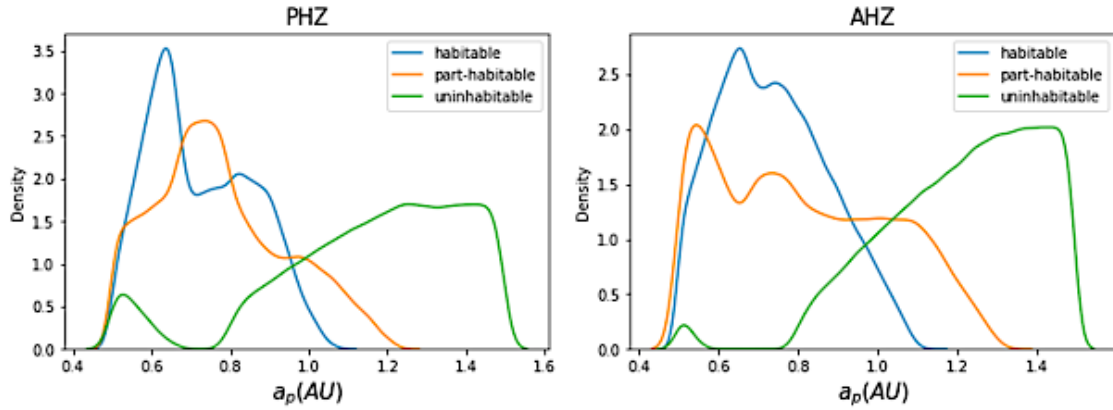 PHZ
habitable
part-habitable
uninhabitable
Density
3.5
3.0
2.5
2.0
1.5
1.0
0.5
0.0
0.4 0.6 0.8 1.0 1.2 1.4 1.6
a_p(AU)
AHZ
habitable
part-habitable
uninhabitable
Density
2.5
2.0
1.5
1.0
0.5
0.0
0.4 0.6 0.8 1.0 1.2 1.4
a_p(AU)